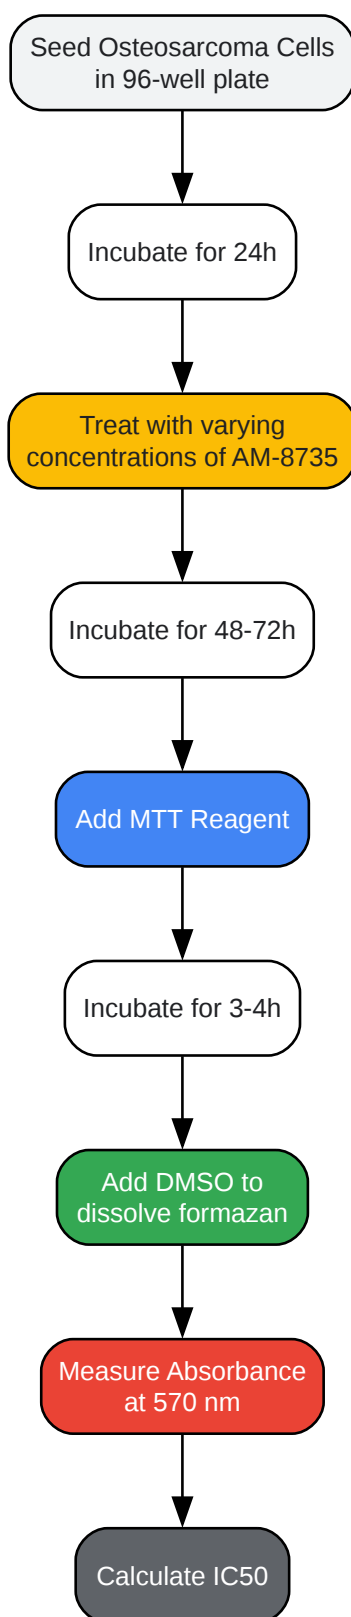 Seed Osteosarcoma Cells
in 96-well plate
Incubate for 24h
Treat with varying
concentrations of AM-8735
Incubate for 48-72h
Add MTT Reagent
Incubate for 3-4h
Add DMSO to
dissolve formazan
Measure Absorbance
at 570 nm
Calculate IC50